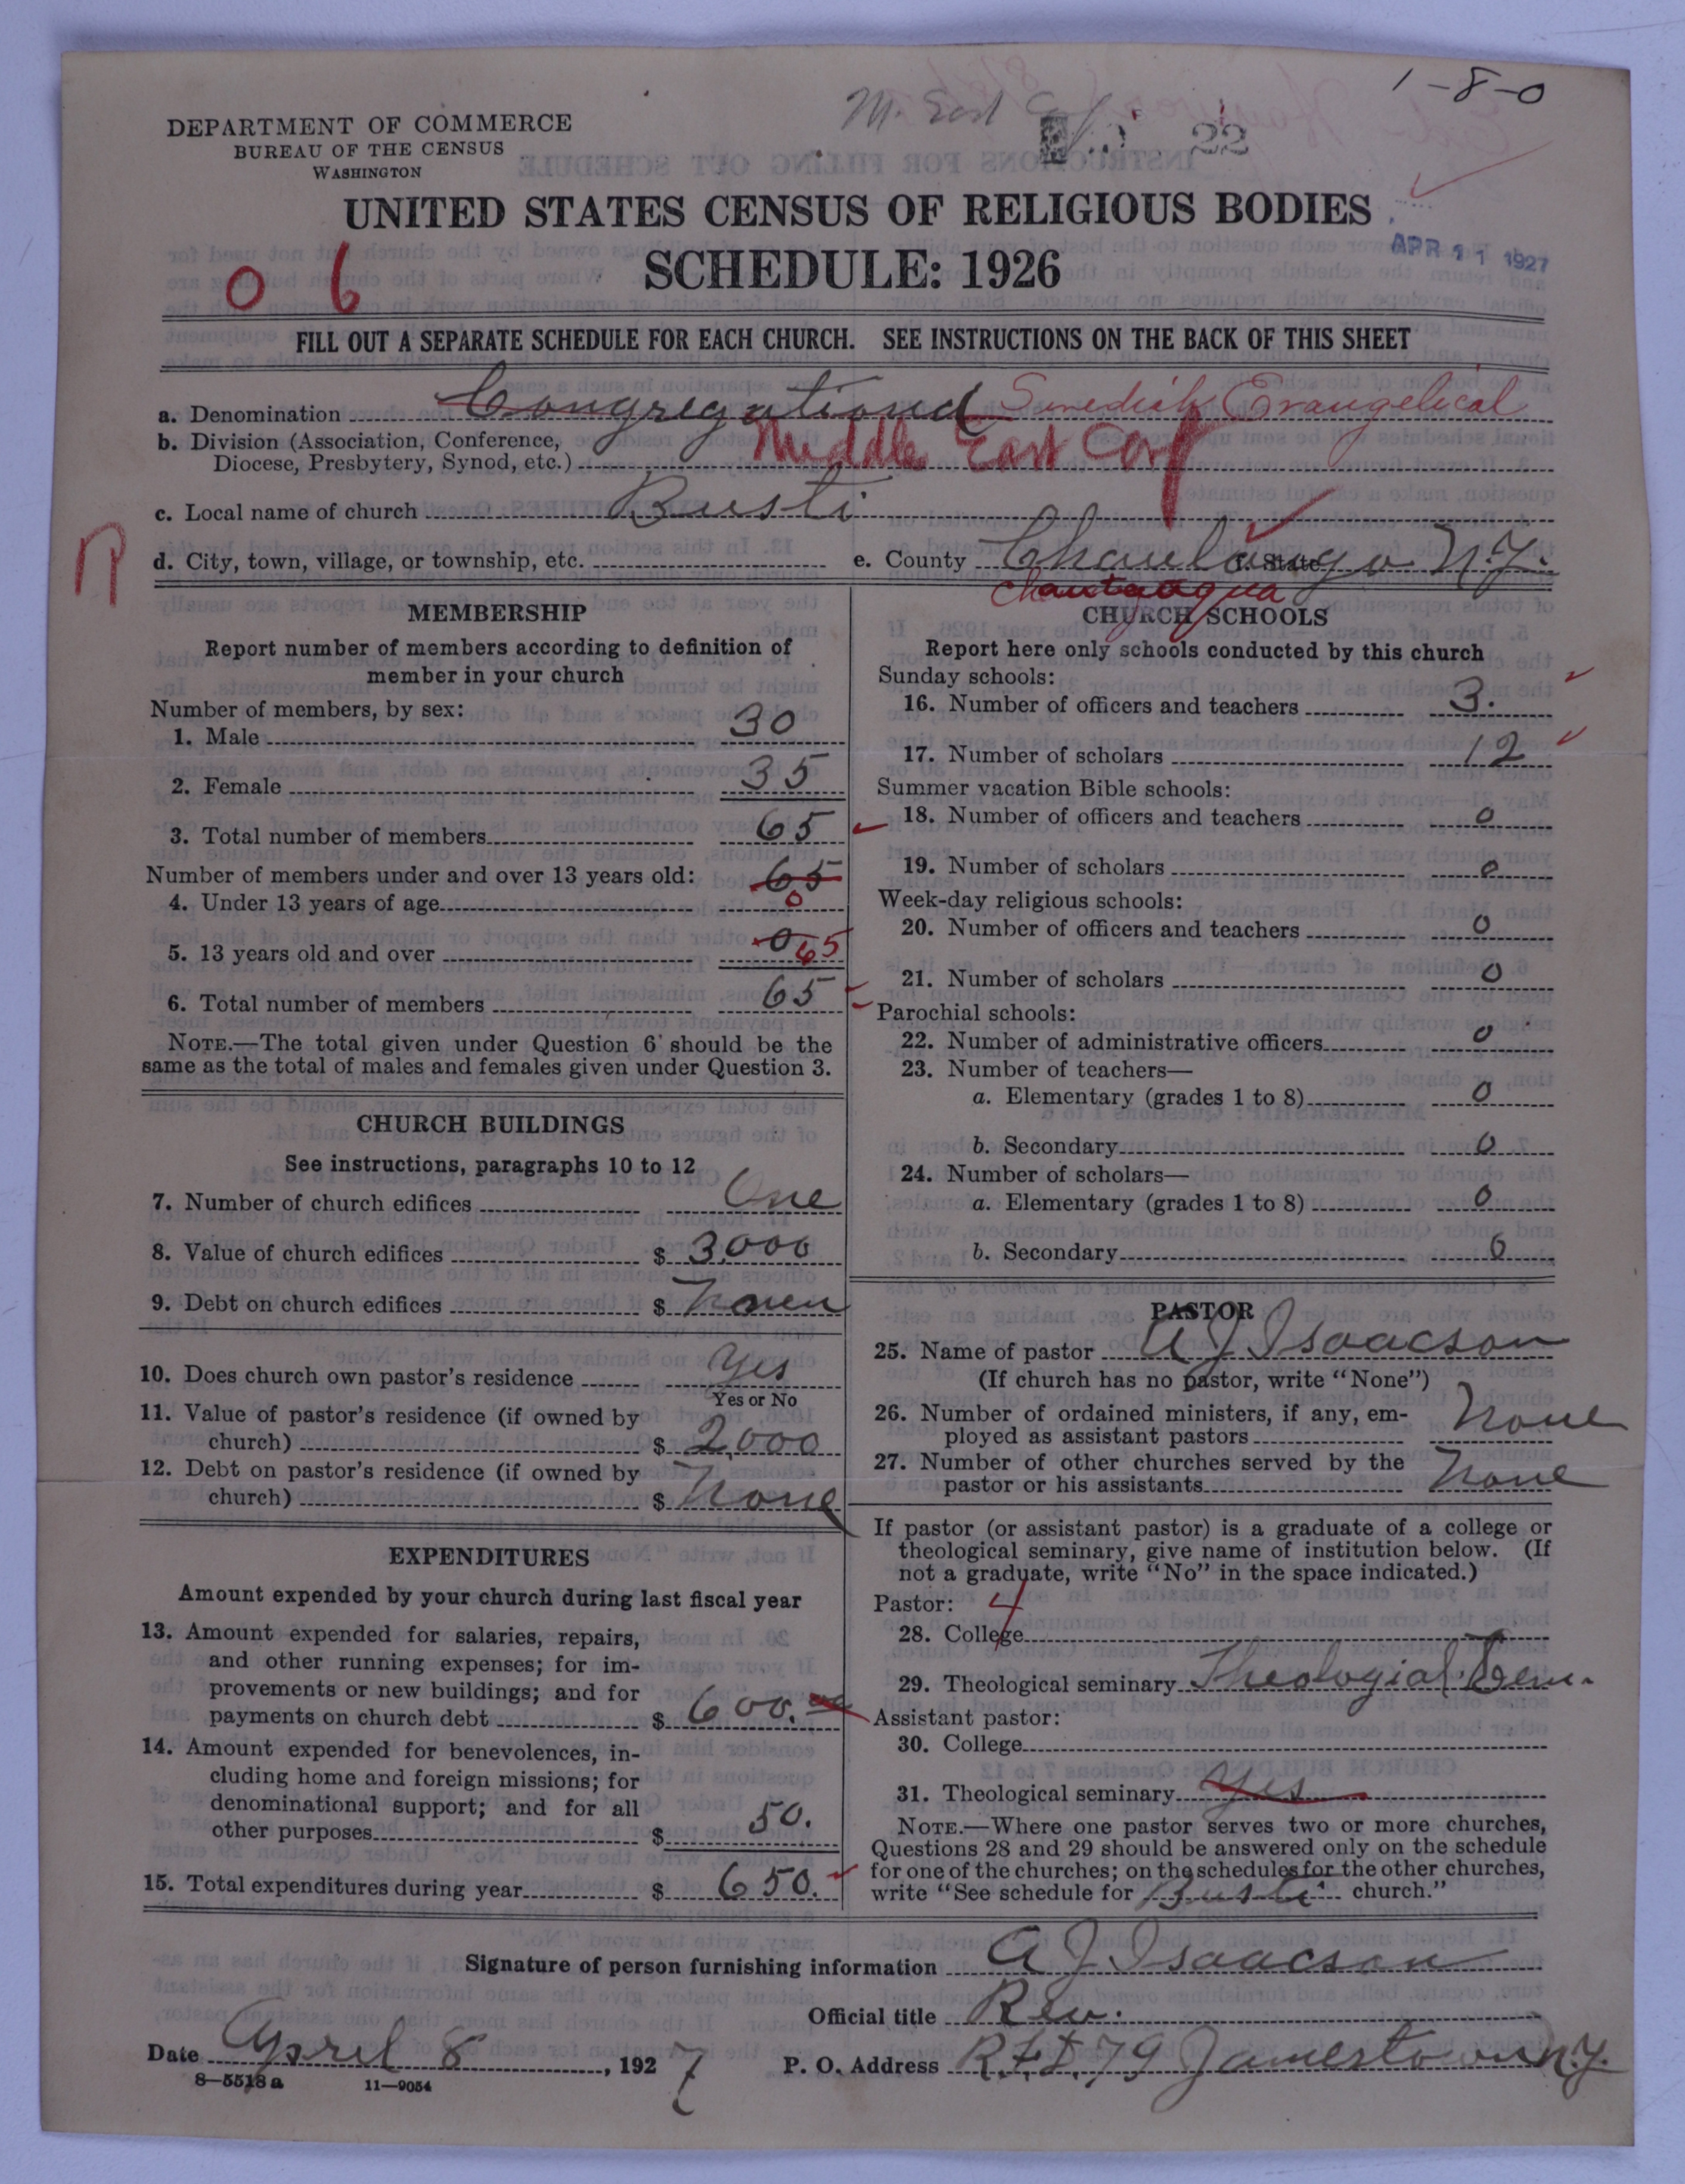 1-8-0
M. East Conf
22
DEPARTMENT OF COMMERCE
BUREAU OF THE CENSUS
WASHINGTON
UNITED STATES CENSUS OF RELIGIOUS BODIES
APR 11 1927
SCHEDULE: 1926
0 6
FILL OUT A SEPARATE SCHEDULE FOR EACH CHURCH. SEE INSTRUCTIONS ON THE BACK OF THIS SHEET
a. Denomination Congregational Swedish Evangelical
b. Division (Association, Conference,
Diocese, Presbytery, Synod, etc.) Middle East Conf
c. Local name of church Busti
R
d. City, town, village, or township, etc. e. County Chautaugo f. State N.Y.
Chautauqua
MEMBERSHIP
Report number of members according to definition of
member in your church
Number of members, by sex:
1. Male 30
2. Female 35
3. Total number of members 65
Number of members under and over 13 years old: 65
4. Under 13 years of age 0
5. 13 years old and over 0 65
6. Total number of members 65
NOTE.—The total given under Question 6 should be the
same as the total of males and females given under Question 3.
CHURCH BUILDINGS
See instructions, paragraphs 10 to 12
7. Number of church edifices One
8. Value of church edifices $ 3,000
9. Debt on church edifices $ Nonen
10. Does church own pastor's residence Yes
Yes or No
11. Value of pastor's residence (if owned by
church) $ 2,000
12. Debt on pastor's residence (if owned by
church) $ None
EXPENDITURES
Amount expended by your church during last fiscal year
13. Amount expended for salaries, repairs,
and other running expenses; for im-
provements or new buildings; and for
payments on church debt $ 600.
14. Amount expended for benevolences, in-
cluding home and foreign missions; for
denominational support; and for all
other purposes $ 50.
15. Total expenditures during year $ 650.
CHURCH SCHOOLS
Report here only schools conducted by this church
Sunday schools:
16. Number of officers and teachers 3.
17. Number of scholars 12
Summer vacation Bible schools:
18. Number of officers and teachers 0
19. Number of scholars 0
Week-day religious schools:
20. Number of officers and teachers 0
21. Number of scholars 0
Parochial schools:
22. Number of administrative officers 0
23. Number of teachers—
a. Elementary (grades 1 to 8) 0
b. Secondary 0
24. Number of scholars—
a. Elementary (grades 1 to 8) 0
b. Secondary 0
PASTOR
25. Name of pastor A J Isaacson
(If church has no pastor, write "None")
26. Number of ordained ministers, if any, em-
ployed as assistant pastors None
27. Number of other churches served by the
pastor or his assistants None
If pastor (or assistant pastor) is a graduate of a college or
theological seminary, give name of institution below. (If
not a graduate, write "No" in the space indicated.)
Pastor: 4
28. College
29. Theological seminary Theologial Sem.
Assistant pastor:
30. College
31. Theological seminary Yes
NOTE.—Where one pastor serves two or more churches,
Questions 28 and 29 should be answered only on the schedule
for one of the churches; on the schedules for the other churches,
write "See schedule for Busti church."
Signature of person furnishing information A J Isaacson
Official title Rev.
Date April 8, 1927 P. O. Address R.F.D. 79 Jamestown N.Y.
8—5518 a 11—9054